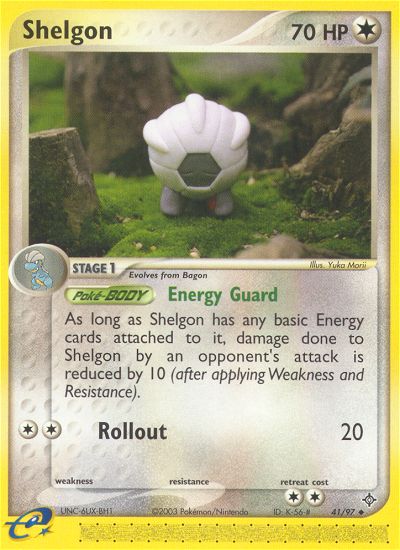 Shelgon 70 HP
Illus. Yuka Morii
STAGE 1
Evolves from Bagon
Poké-BODY Energy Guard
As long as Shelgon has any basic Energy
cards attached to it, damage done to
Shelgon by an opponent's attack is
reduced by 10 (after applying Weakness and
Resistance).
Rollout 20
weakness resistance retreat cost
UNC-6UX-BH1 ©2003 Pokémon/Nintendo ID: K-56-# 41/97
e